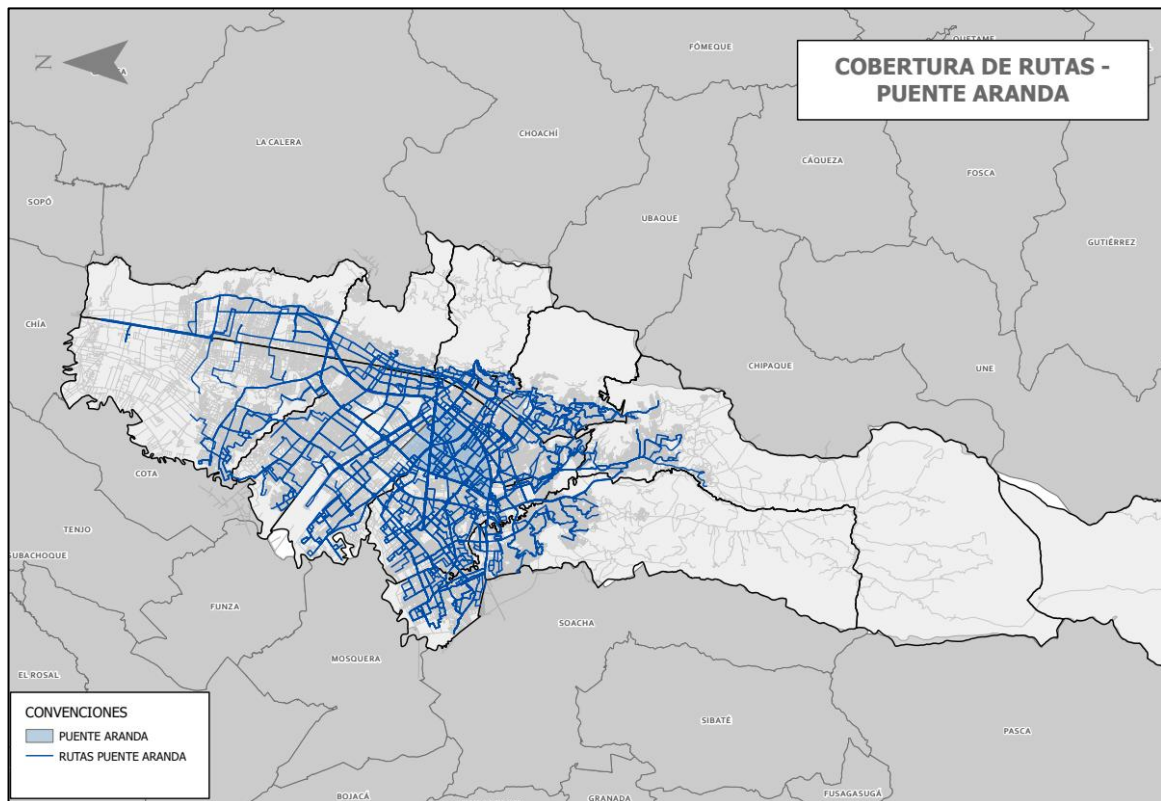 FÓMEQUE
QUETAME
N
COBERTURA DE RUTAS -
PUENTE ARANDA
LA CALERA
CHOACHÍ
CÁQUEZA
FOSCA
SOPÓ
UBAQUE
GUTIÉRREZ
CHÍA
CHIPAQUE
UNE
COTA
TENJO
SUBACHOQUE
FUNZA
SOACHA
MOSQUERA
EL ROSAL
CONVENCIONES
PUENTE ARANDA
RUTAS PUENTE ARANDA
SIBATÉ
PASCA
BOJACÁ
GRANADA
FUSAGASUGÁ